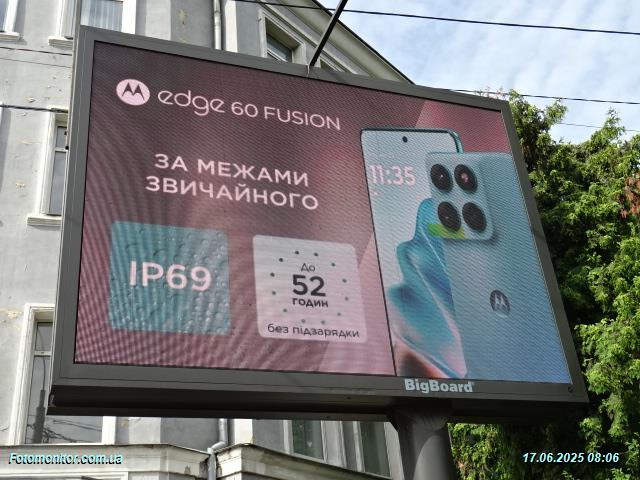 edge 60 FUSION
ЗА МЕЖАМИ
ЗВИЧАЙНОГО
11:35
IP69
До
52
годин
без підзарядки
BigBoard
Fotomonitor.com.ua
17.06.2025 08:06